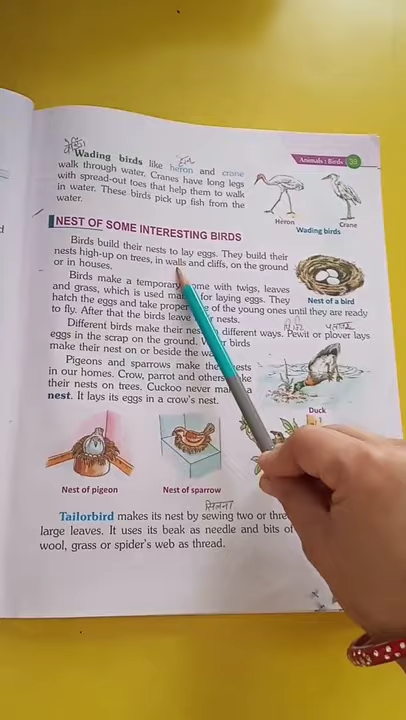 Animals : Birds 39
Wading birds like heron and crane
walk through water. Cranes have long legs
with spread-out toes that help them to walk
in water. These birds pick up fish from the
water.
Heron
Crane
Wading birds
NEST OF SOME INTERESTING BIRDS
Birds build their nests to lay eggs. They build their
nests high-up on trees, in walls and cliffs, on the ground
or in houses.
Nest of a bird
Birds make a temporary home with twigs, leaves
and grass, which is used for laying eggs. They
hatch the eggs and take proper of the young ones until they are ready
to fly. After that the birds leave nests.
Different birds make their nests different ways. Pewit or plover lays
eggs in the scrap on the ground. birds
make their nest on or beside the
Pigeons and sparrows make nests
in our homes. Crow, parrot and others
their nests on trees. Cuckoo never a
nest. It lays its eggs in a crow's nest.
Duck
Nest of pigeon
Nest of sparrow
सिलना
Tailorbird makes its nest by sewing two or
large leaves. It uses its beak as needle and bits of
wool, grass or spider's web as thread.